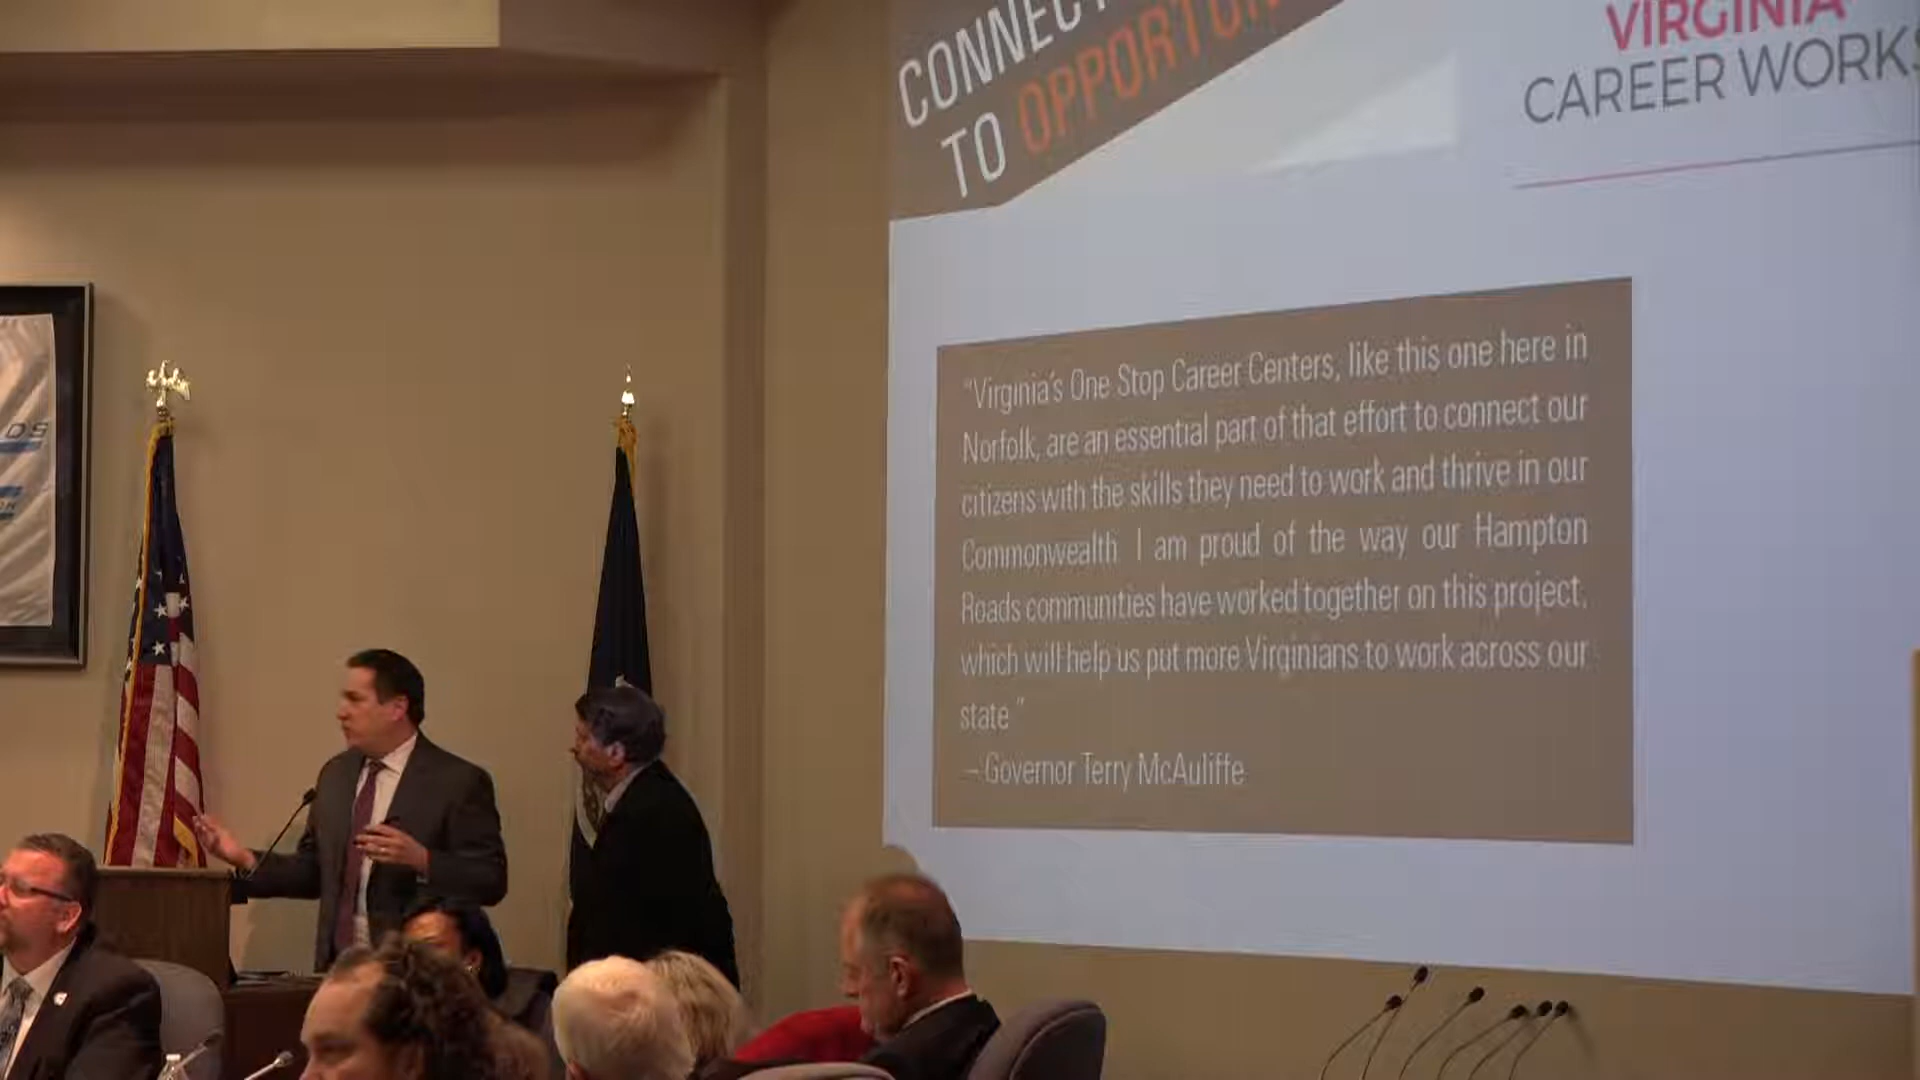 CONNECT
TO OPPORTUN
VIRGINIA
CAREER WORKS
"Virginia's One Stop Career Centers, like this one here in
Norfolk, are an essential part of that effort to connect our
citizens with the skills they need to work and thrive in our
Commonwealth. I am proud of the way our Hampton
Roads communities have worked together on this project,
which will help us put more Virginians to work across our
state."
– Governor Terry McAuliffe
DS